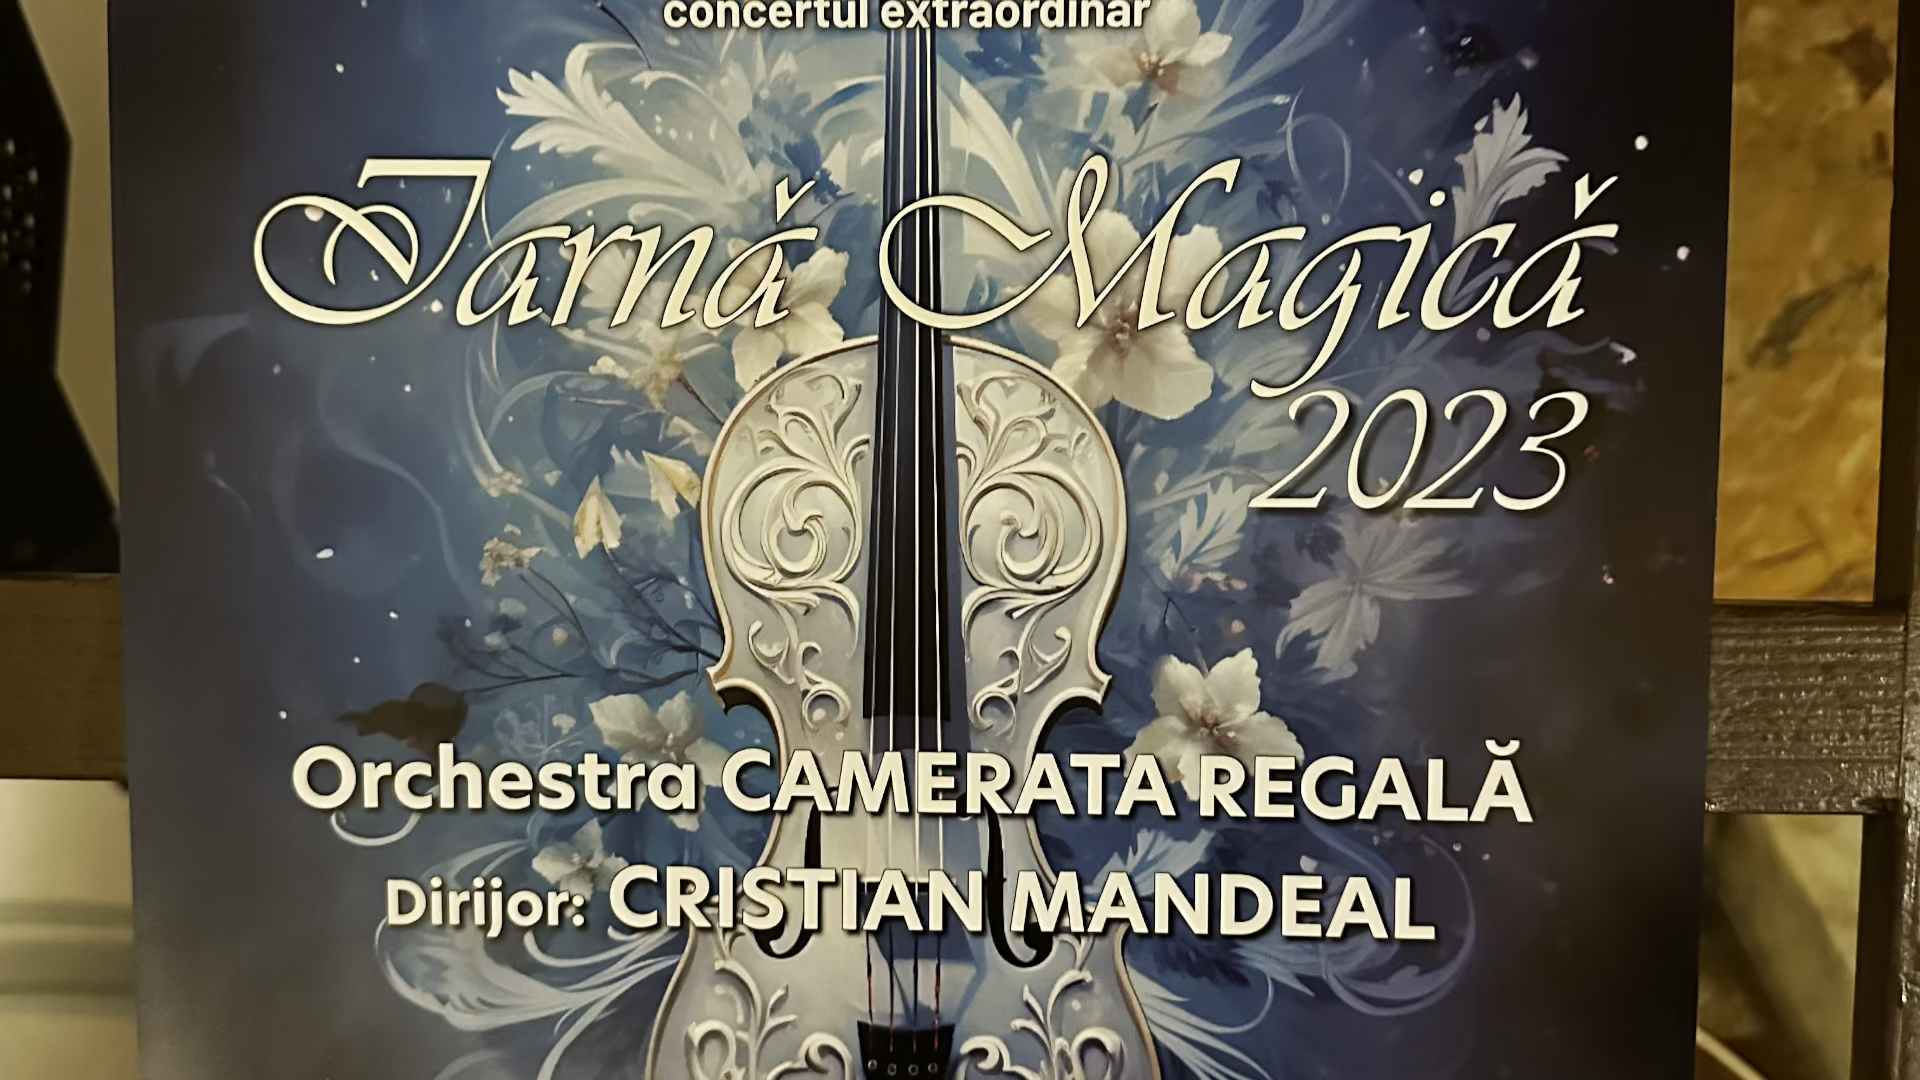 concertul extraordinar
Iarnă Magică
2023
Orchestra CAMERATA REGALĂ
Dirijor: CRISTIAN MANDEAL